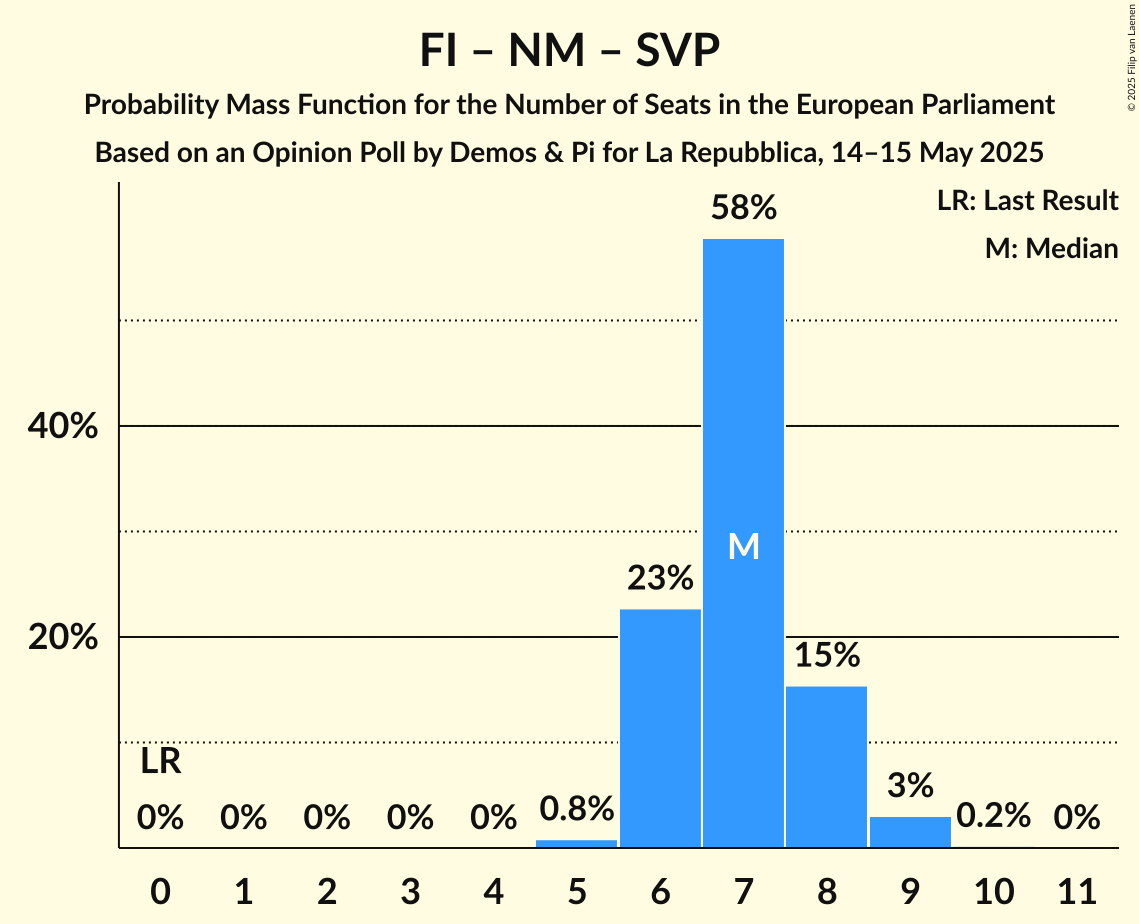 FI – NM – SVP
Probability Mass Function for the Number of Seats in the European Parliament
Based on an Opinion Poll by Demos & Pi for La Repubblica, 14–15 May 2025
© 2025 Filip van Laenen
LR: Last Result
M: Median
58%
40%
M
23%
20%
15%
LR
3%
0% 0% 0% 0% 0% 0.8% 0.2% 0%
0 1 2 3 4 5 6 7 8 9 10 11